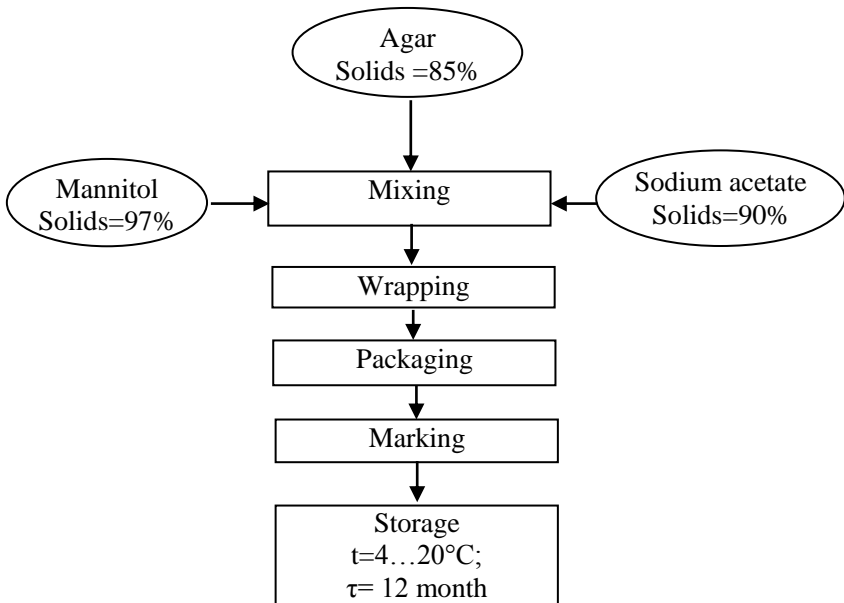 Agar
Solids =85%
Mannitol
Solids=97%
Mixing
Sodium acetate
Solids=90%
Wrapping
Packaging
Marking
Storage
t=4…20°C;
τ= 12 month